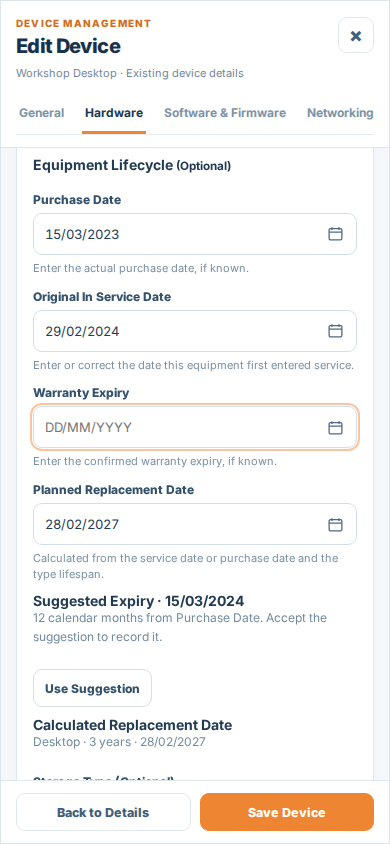 DEVICE MANAGEMENT
Edit Device
Workshop Desktop · Existing device details
General Hardware Software & Firmware Networking
Equipment Lifecycle (Optional)
Purchase Date
15/03/2023
Enter the actual purchase date, if known.
Original In Service Date
29/02/2024
Enter or correct the date this equipment first entered service.
Warranty Expiry
DD/MM/YYYY
Enter the confirmed warranty expiry, if known.
Planned Replacement Date
28/02/2027
Calculated from the service date or purchase date and the
type lifespan.
Suggested Expiry · 15/03/2024
12 calendar months from Purchase Date. Accept the
suggestion to record it.
Use Suggestion
Calculated Replacement Date
Desktop · 3 years · 28/02/2027
Storage Type (Optional)
Back to Details Save Device